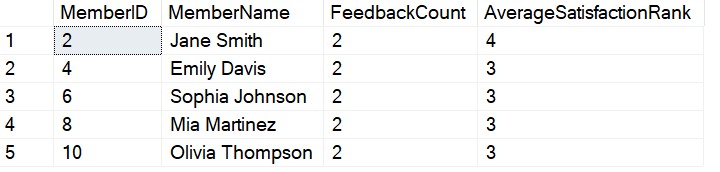 MemberID MemberName FeedbackCount AverageSatisfactionRank
1 2 Jane Smith 2 4
2 4 Emily Davis 2 3
3 6 Sophia Johnson 2 3
4 8 Mia Martinez 2 3
5 10 Olivia Thompson 2 3